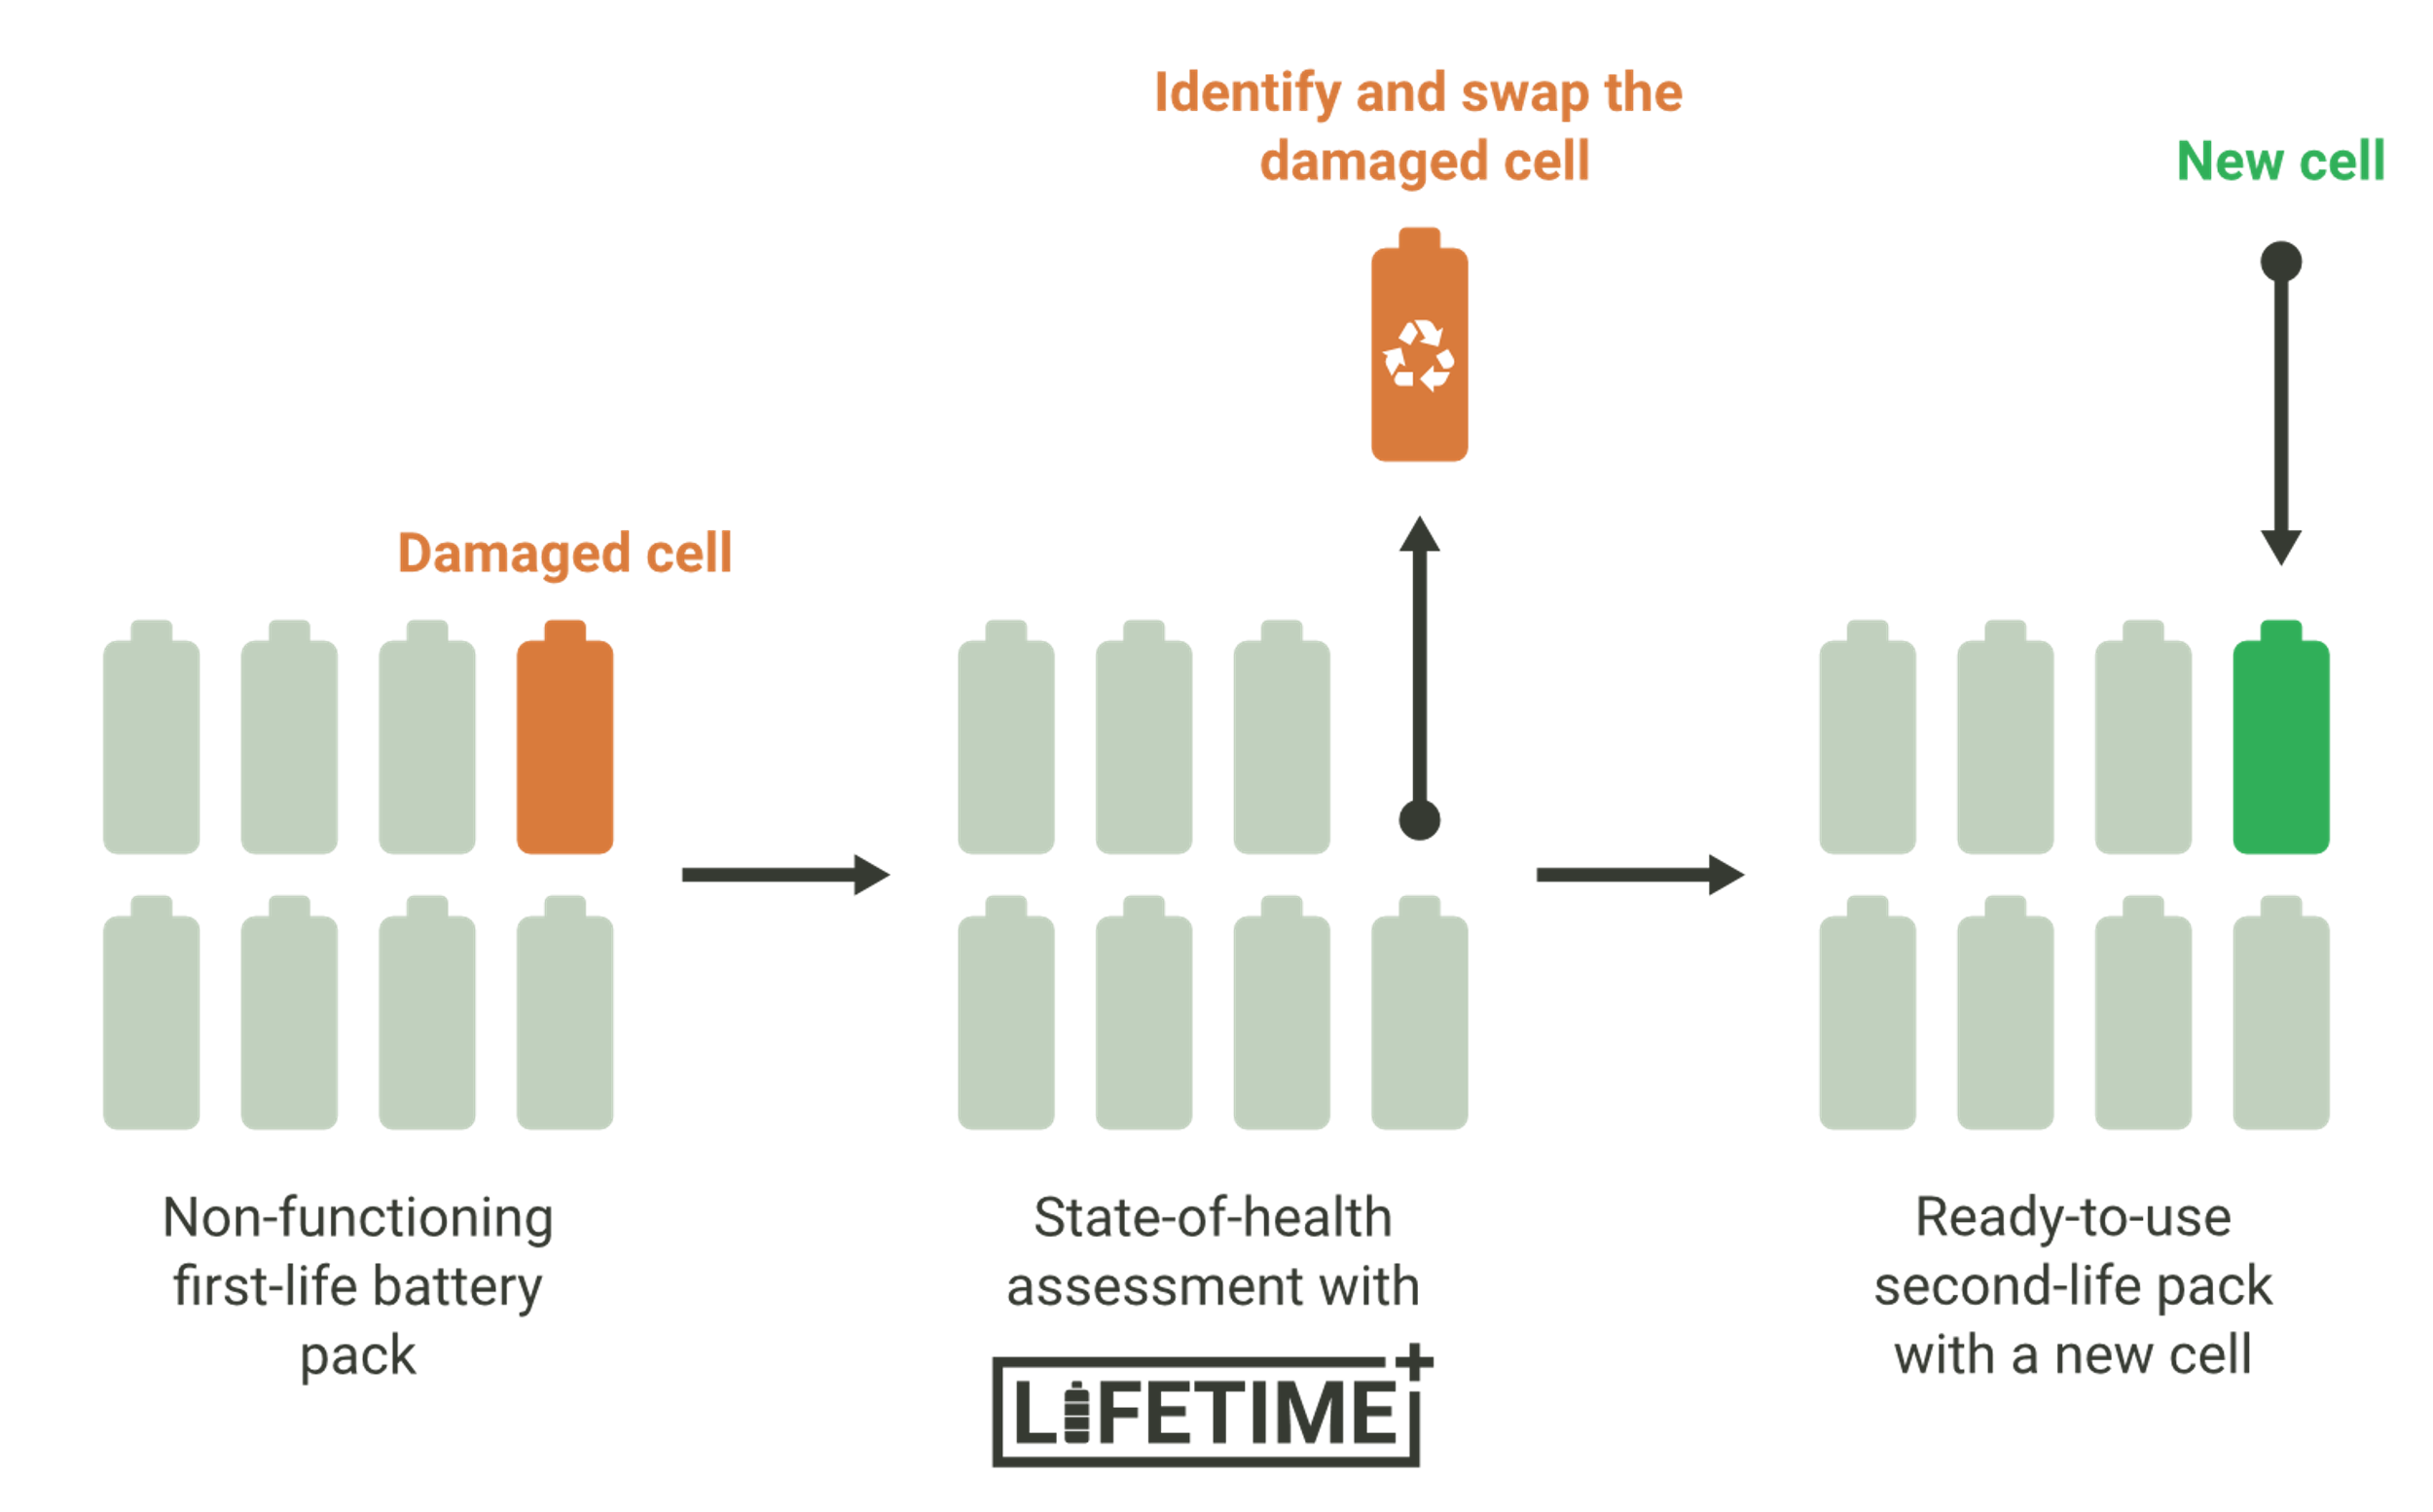 Identify and swap the
damaged cell
New cell
Damaged cell
Non-functioning
first-life battery
pack
State-of-health
assessment with
LIFETIME+
Ready-to-use
second-life pack
with a new cell